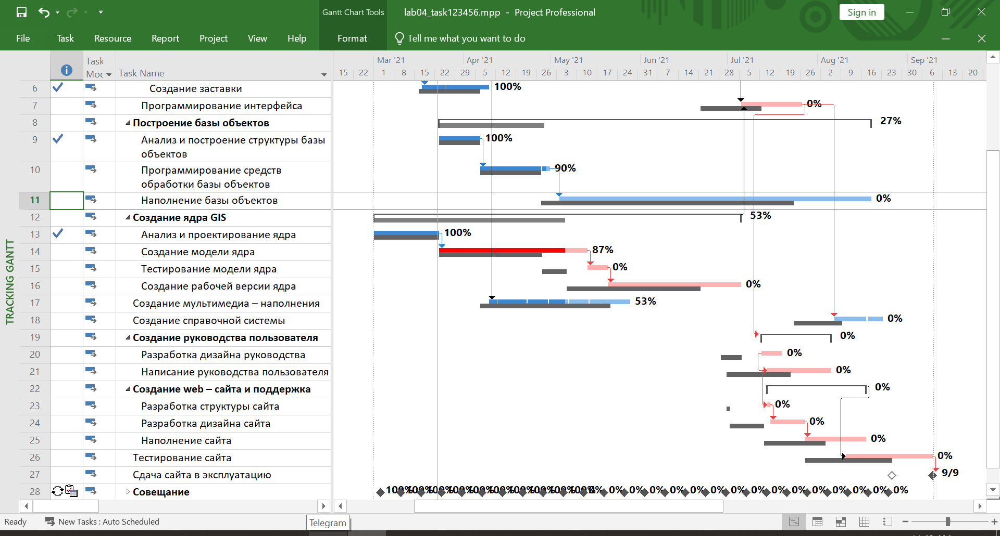 Gantt Chart Tools
lab04_task123456.mpp - Project Professional
Sign in
File Task Resource Report Project View Help Format Tell me what you want to do
Task
Moc
Task Name
Mar '21 Apr '21 May '21 Jun '21 Jul '21 Aug '21 Sep '21
15 22 1 8 15 22 29 5 12 19 26 3 10 17 24 31 7 14 21 28 5 12 19 26 2 9 16 23 30 6 13 20
6 Создание заставки 100%
7 Программирование интерфейса 0%
8 Построение базы объектов 27%
9 Анализ и построение структуры базы 100%
объектов
10 Программирование средств 90%
обработки базы объектов
11 Наполнение базы объектов 0%
12 Создание ядра GIS 53%
13 Анализ и проектирование ядра 100%
14 Создание модели ядра 87%
15 Тестирование модели ядра 0%
16 Создание рабочей версии ядра 0%
17 Создание мультимедиа – наполнения 53%
18 Создание справочной системы 0%
19 Создание руководства пользователя 0%
20 Разработка дизайна руководства 0%
21 Написание руководства пользователя 0%
22 Создание web – сайта и поддержка 0%
23 Разработка структуры сайта 0%
24 Разработка дизайна сайта 0%
25 Наполнение сайта 0%
26 Тестирование сайта 0%
27 Сдача сайта в эксплуатацию 9/9
28 Совещание 100% 100% 100% 100% 100% 100% 100% 100% 100% 100% 0% 0% 0% 0% 0% 0% 0% 0% 0% 0% 0% 0% 0% 0% 0% 0%
TRACKING GANTT
Ready New Tasks : Auto Scheduled
Telegram